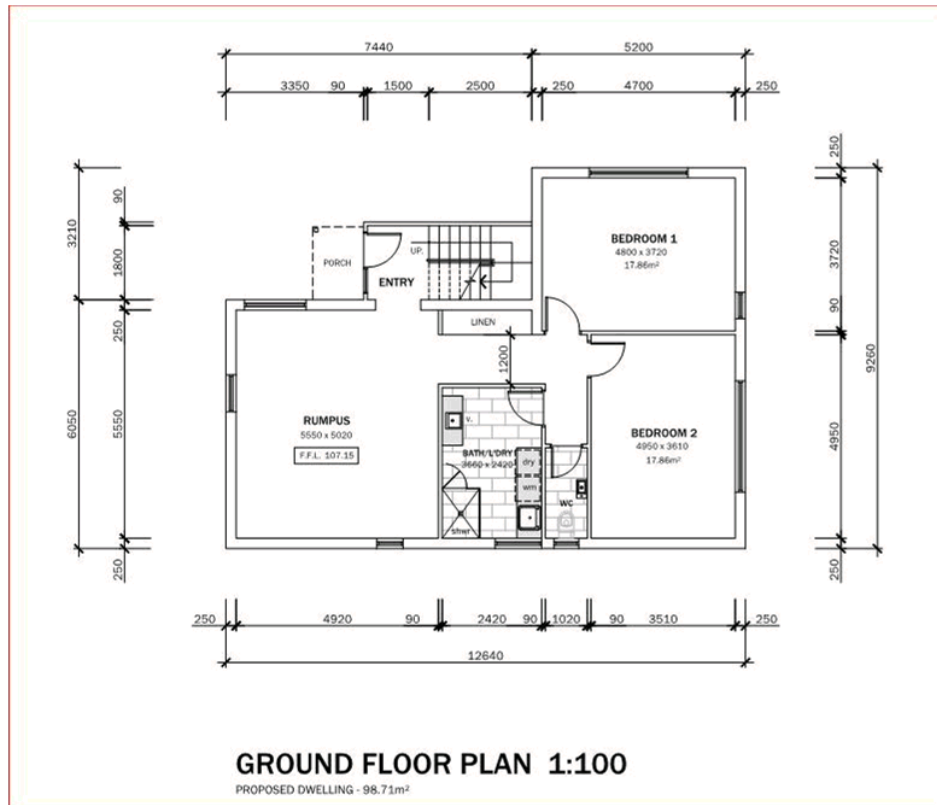 7440 5200
3350 90 1500 2500 250 4700 250
250
90
3210
1800
3720
BEDROOM 1
4800 x 3720
17.86m²
UP.
PORCH
ENTRY
LINEN
250
90
1200
9260
6050
5550
4950
RUMPUS
5550 x 5020
F.F.L. 107.15
V.
BATH/L'DRY
3660 x 2420
dry
wm
shwr
WC
BEDROOM 2
4950 x 3610
17.86m²
250
250
250 4920 90 2420 90 1020 90 3510 250
12640
GROUND FLOOR PLAN 1:100
PROPOSED DWELLING - 98.71m²